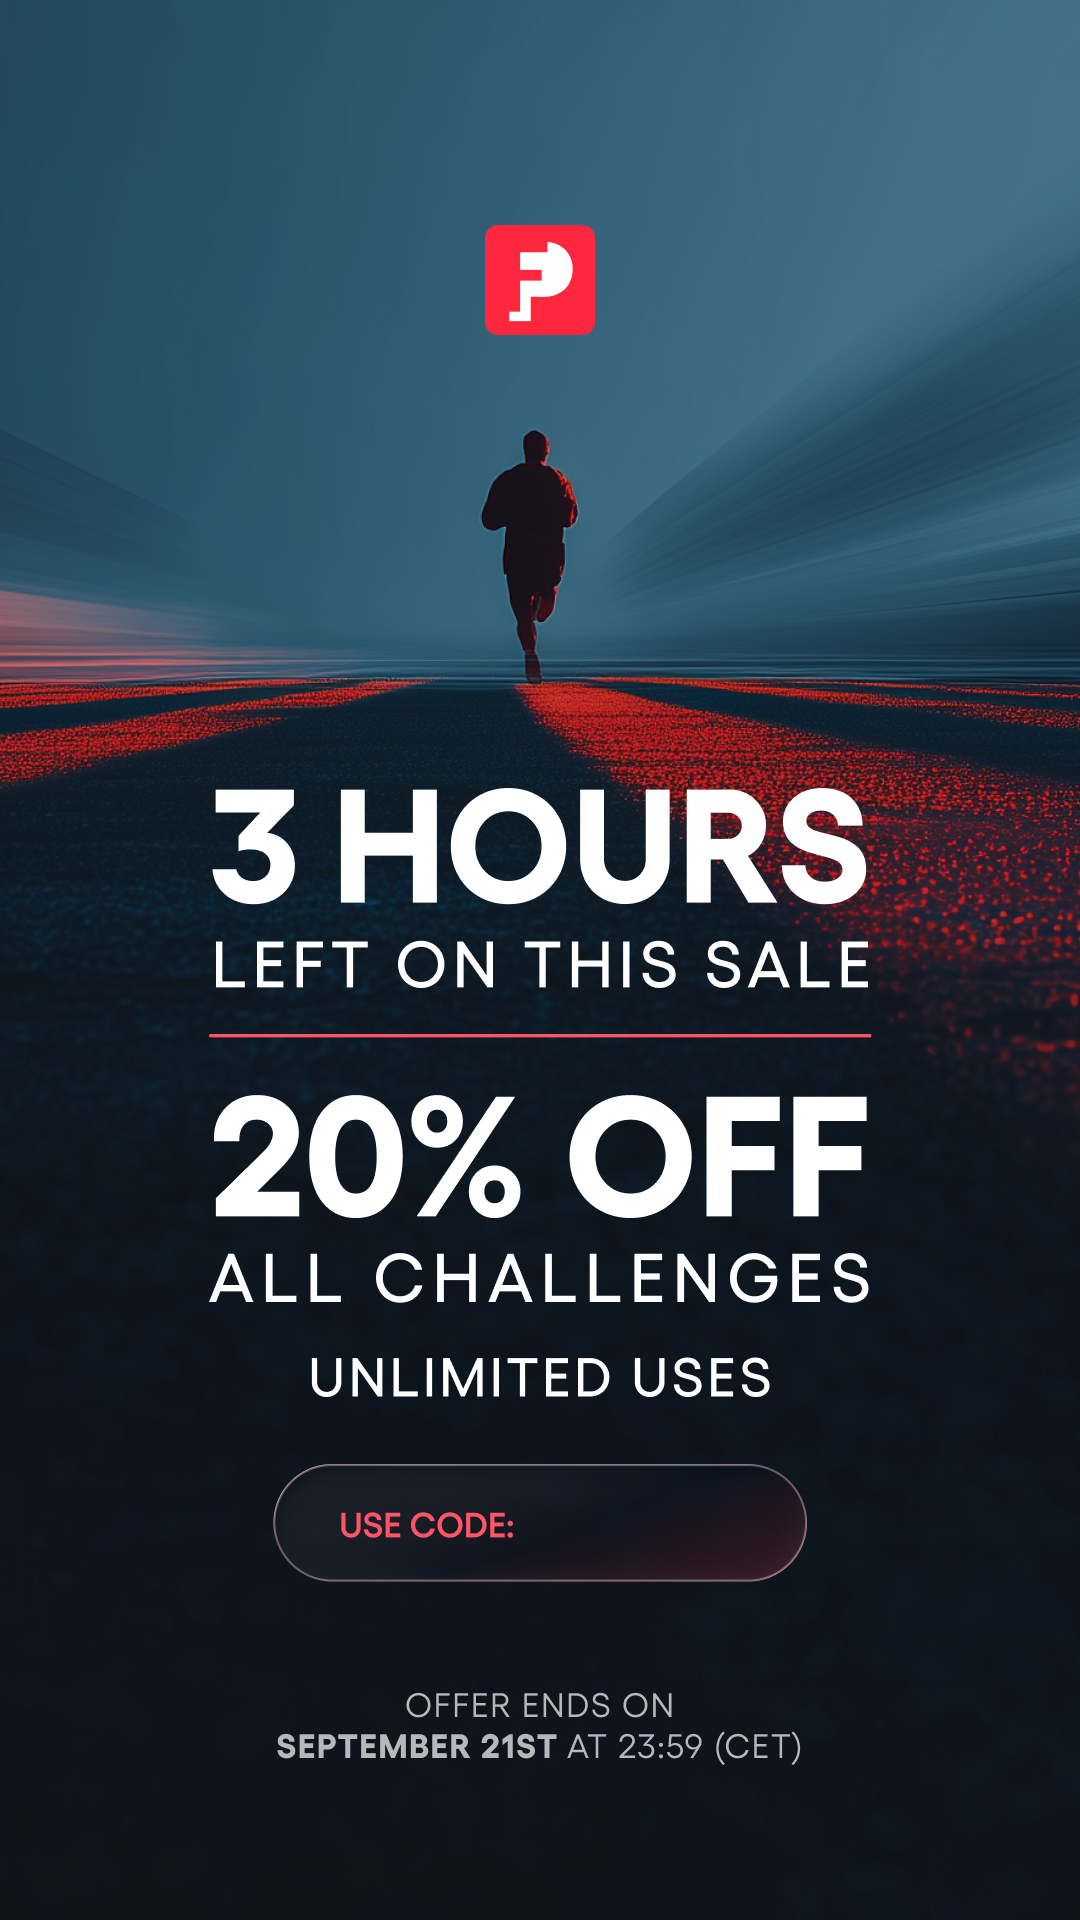 3 HOURS
LEFT ON THIS SALE
20% OFF
ALL CHALLENGES
UNLIMITED USES
USE CODE:
OFFER ENDS ON
SEPTEMBER 21ST AT 23:59 (CET)